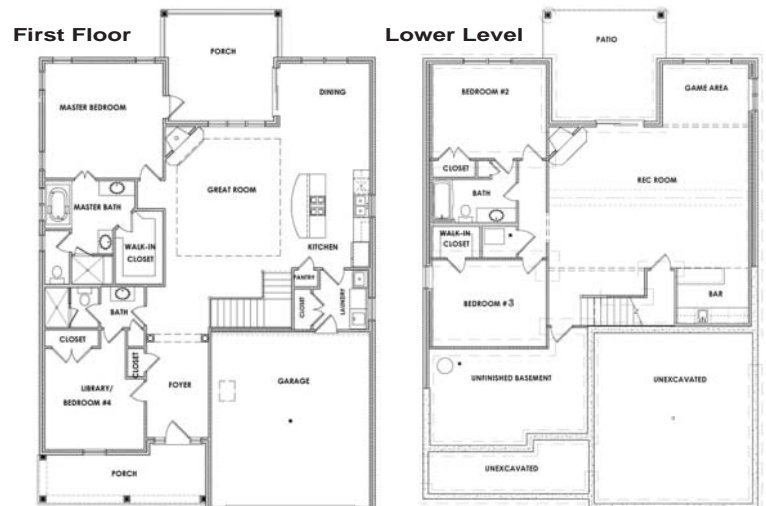 First Floor
PORCH
DINING
MASTER BEDROOM
GREAT ROOM
MASTER BATH
WALK-IN
CLOSET
KITCHEN
PANTRY
CLOSET
LAUNDRY
BATH
CLOSET
CLOSET
LIBRARY/
BEDROOM #4
FOYER
GARAGE
PORCH
Lower Level
PATIO
BEDROOM #2
GAME AREA
CLOSET
REC ROOM
BATH
WALK-IN
CLOSET
BEDROOM #3
BAR
UNFINISHED BASEMENT
UNEXCAVATED
UNEXCAVATED